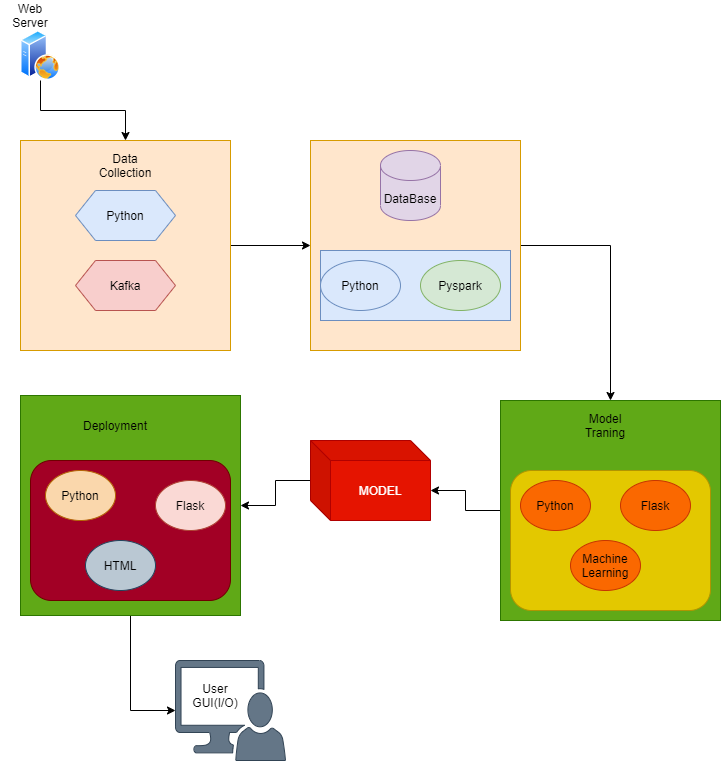 Web
Server
Data
Collection
Python
Kafka
DataBase
Python
Pyspark
Model
Traning
Python
Flask
Machine
Learning
MODEL
Deployment
Python
Flask
HTML
User
GUI(I/O)